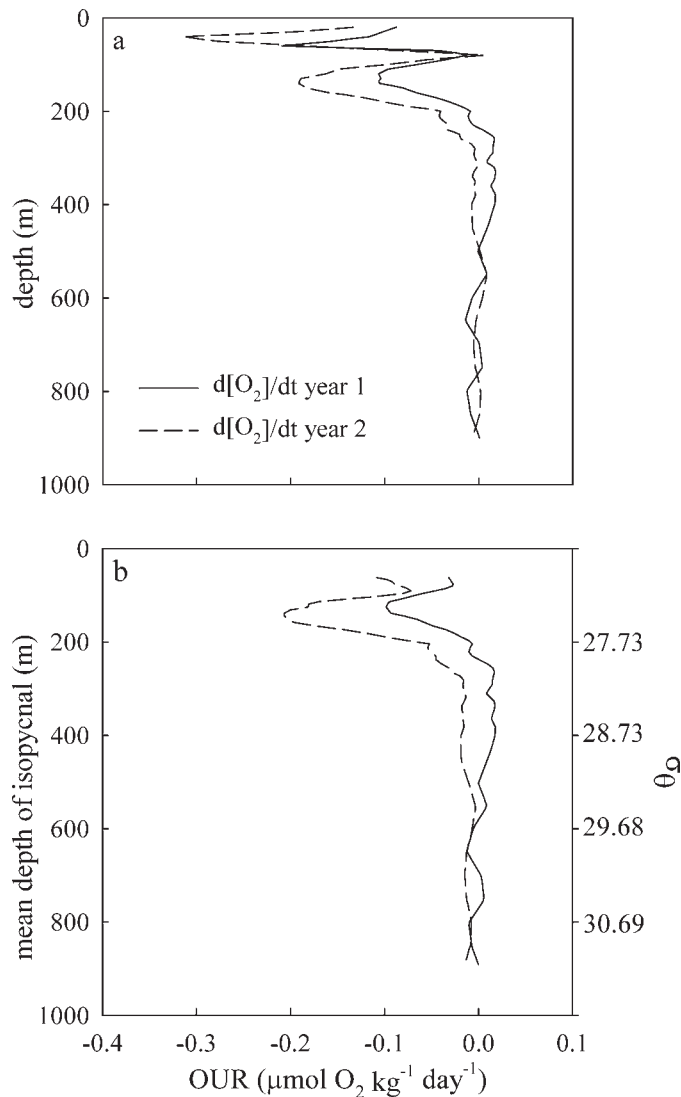 a
0
200
400
600
800
1000
depth (m)
d[O₂]/dt year 1
d[O₂]/dt year 2
b
0
200
400
600
800
1000
mean depth of isopycnal (m)
27.73
28.73
29.68
30.69
σθ
-0.4
-0.3
-0.2
-0.1
0.0
0.1
OUR (μmol O₂ kg⁻¹ day⁻¹)